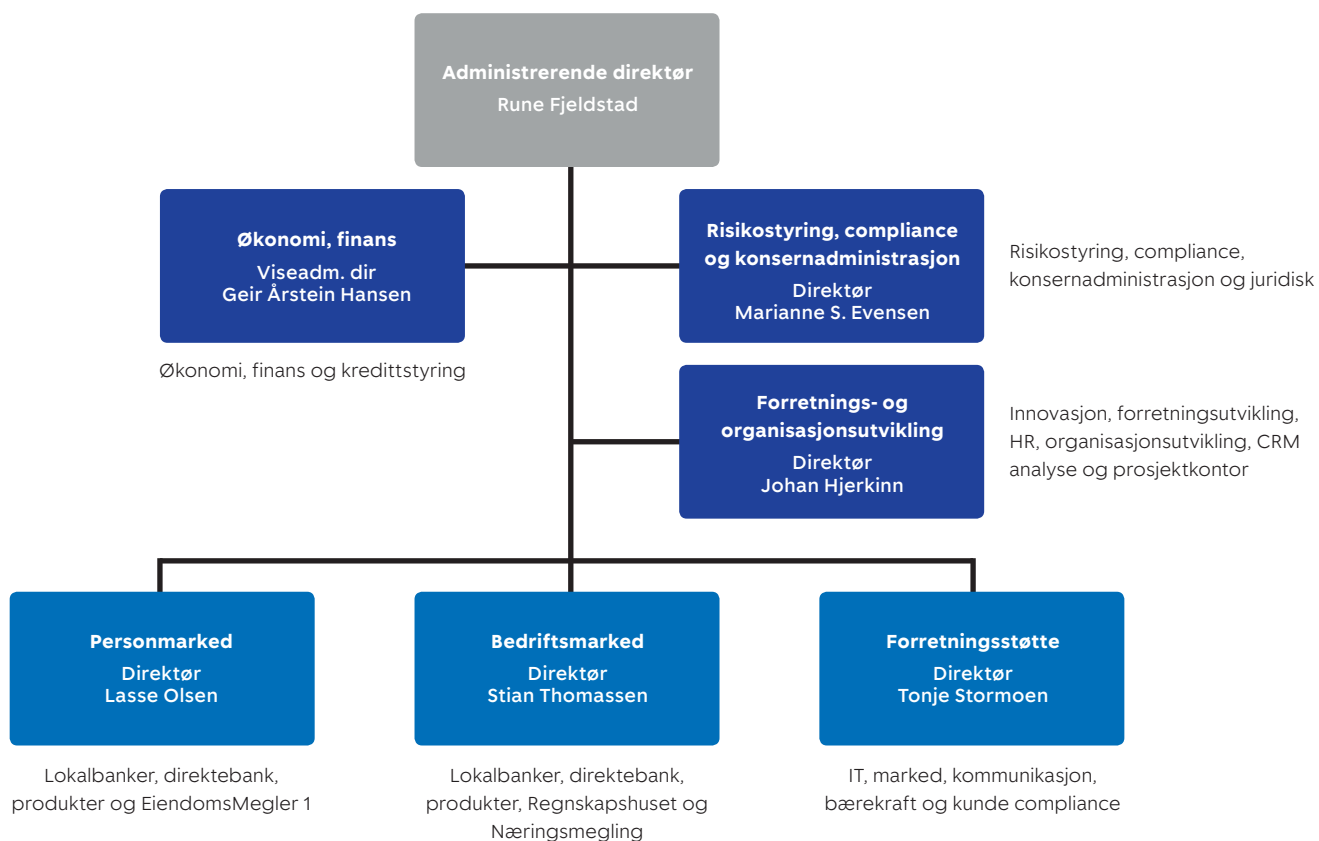 Administrerende direktør
Rune Fjeldstad
Økonomi, finans
Viseadm. dir
Geir Årstein Hansen
Økonomi, finans og kredittstyring
Risikostyring, compliance
og konsernadministrasjon
Direktør
Marianne S. Evensen
Risikostyring, compliance,
konsernadministrasjon og juridisk
Forretnings- og
organisasjonsutvikling
Direktør
Johan Hjerkinn
Innovasjon, forretningsutvikling,
HR, organisasjonsutvikling, CRM
analyse og prosjektkontor
Personmarked
Direktør
Lasse Olsen
Lokalbanker, direktebank,
produkter og EiendomsMegler 1
Bedriftsmarked
Direktør
Stian Thomassen
Lokalbanker, direktebank,
produkter, Regnskapshuset og
Næringsmegling
Forretningsstøtte
Direktør
Tonje Stormoen
IT, marked, kommunikasjon,
bærekraft og kunde compliance